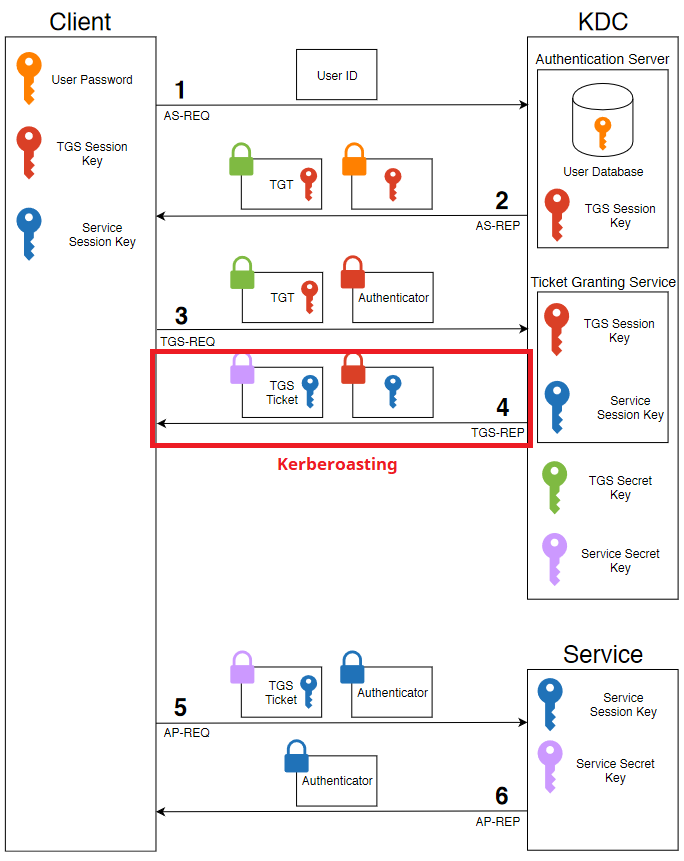 Client
KDC
User Password
TGS Session
Key
Service
Session Key
1
User ID
AS-REQ
Authentication Server
User Database
TGS Session
Key
TGT
2
AS-REP
TGT
Authenticator
3
TGS-REQ
Ticket Granting Service
TGS Session
Key
Service
Session Key
TGS
Ticket
4
TGS-REP
Kerberoasting
TGS Secret
Key
Service Secret
Key
Service
TGS
Ticket
Authenticator
5
AP-REQ
Service
Session Key
Service Secret
Key
Authenticator
6
AP-REP